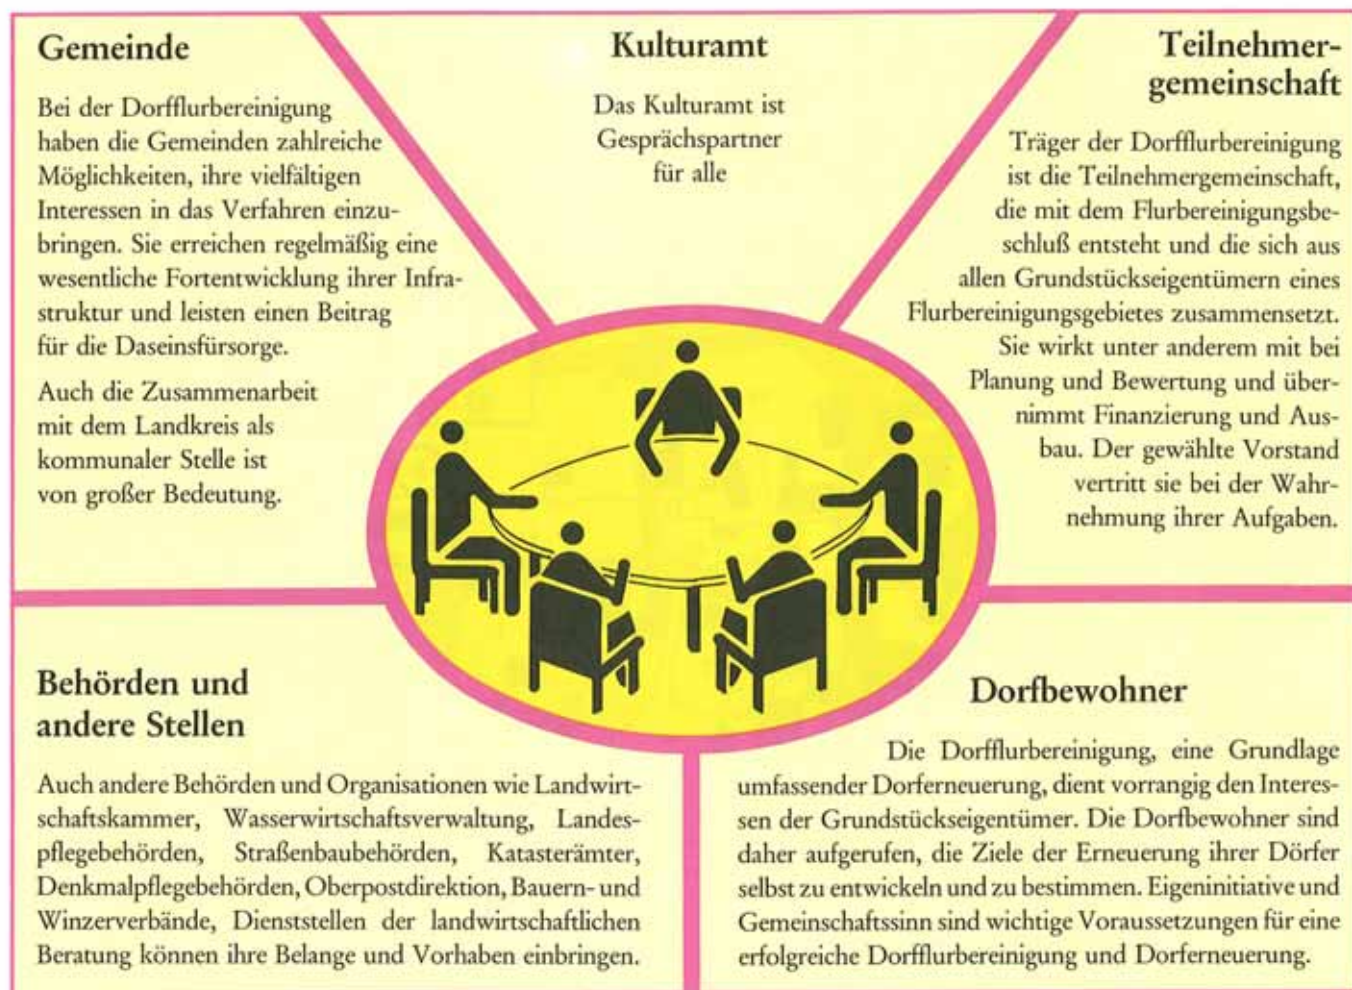 Gemeinde
Bei der Dorfflurbereinigung
haben die Gemeinden zahlreiche
Möglichkeiten, ihre vielfältigen
Interessen in das Verfahren einzu-
bringen. Sie erreichen regelmäßig eine
wesentliche Fortentwicklung ihrer Infra-
struktur und leisten einen Beitrag
für die Daseinsfürsorge.
Auch die Zusammenarbeit
mit dem Landkreis als
kommunaler Stelle ist
von großer Bedeutung.
Kulturamt
Das Kulturamt ist
Gesprächspartner
für alle
Teilnehmer-
gemeinschaft
Träger der Dorfflurbereinigung
ist die Teilnehmergemeinschaft,
die mit dem Flurbereinigungsbe-
schluß entsteht und die sich aus
allen Grundstückseigentümern eines
Flurbereinigungsgebietes zusammensetzt.
Sie wirkt unter anderem mit bei
Planung und Bewertung und über-
nimmt Finanzierung und Aus-
bau. Der gewählte Vorstand
vertritt sie bei der Wahr-
nehmung ihrer Aufgaben.
Behörden und
andere Stellen
Auch andere Behörden und Organisationen wie Landwirt-
schaftskammer, Wasserwirtschaftsverwaltung, Landes-
pflegebehörden, Straßenbaubehörden, Katasterämter,
Denkmalpflegebehörden, Oberpostdirektion, Bauern- und
Winzerverbände, Dienststellen der landwirtschaftlichen
Beratung können ihre Belange und Vorhaben einbringen.
Dorfbewohner
Die Dorfflurbereinigung, eine Grundlage
umfassender Dorferneuerung, dient vorrangig den Interes-
sen der Grundstückseigentümer. Die Dorfbewohner sind
daher aufgerufen, die Ziele der Erneuerung ihrer Dörfer
selbst zu entwickeln und zu bestimmen. Eigeninitiative und
Gemeinschaftssinn sind wichtige Voraussetzungen für eine
erfolgreiche Dorfflurbereinigung und Dorferneuerung.